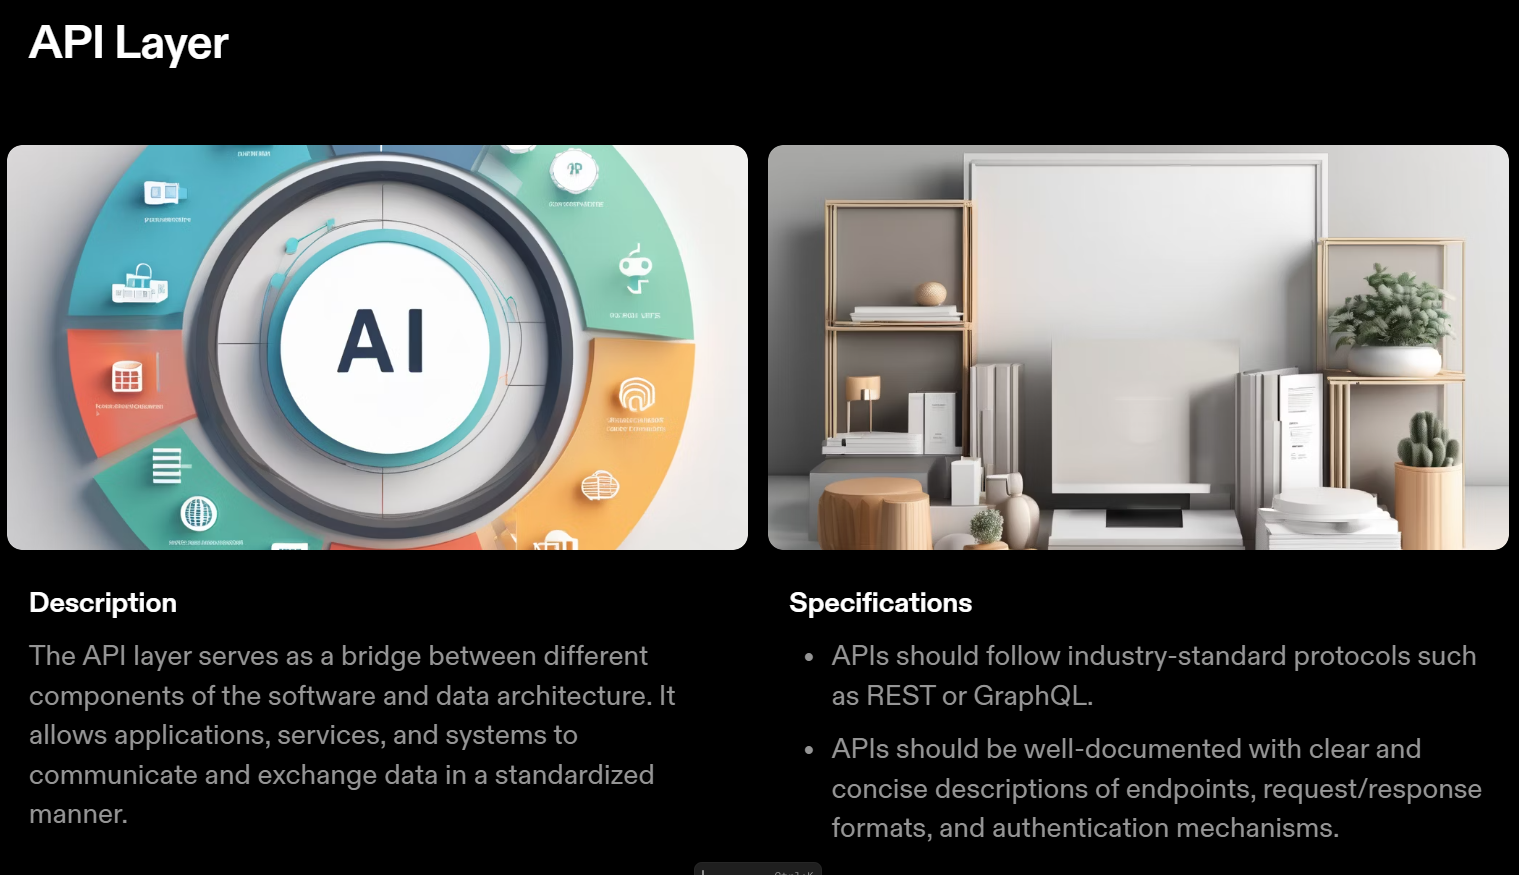 API Layer
AI
Description
The API layer serves as a bridge between different
components of the software and data architecture. It
allows applications, services, and systems to
communicate and exchange data in a standardized
manner.
Specifications
• APIs should follow industry-standard protocols such
as REST or GraphQL.
• APIs should be well-documented with clear and
concise descriptions of endpoints, request/response
formats, and authentication mechanisms.